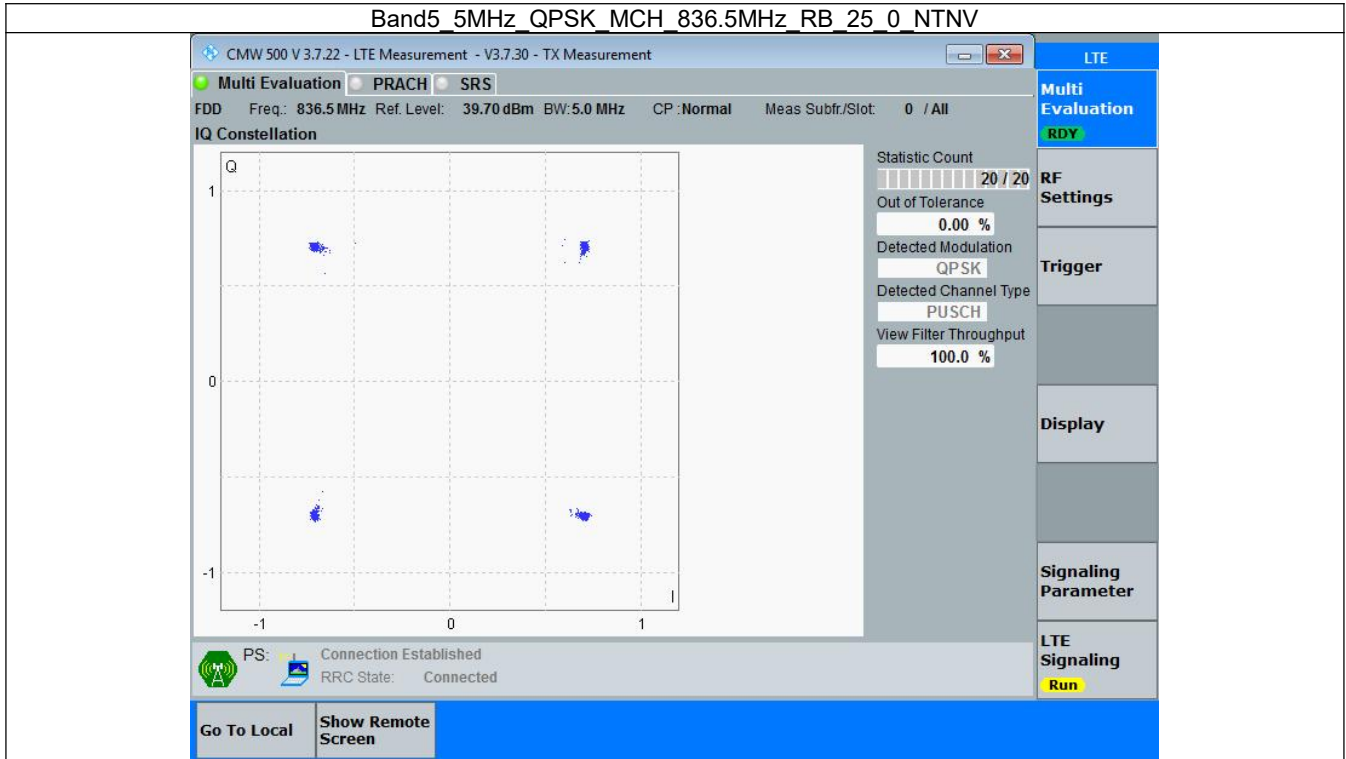 Band5_5MHz_QPSK_MCH_836.5MHz_RB_25_0_NTNV
CMW 500 V 3.7.22 - LTE Measurement - V3.7.30 - TX Measurement
LTE
Multi Evaluation PRACH SRS
FDD Freq.: 836.5 MHz Ref. Level: 39.70 dBm BW: 5.0 MHz CP : Normal Meas Subfr./Slot: 0 / All
IQ Constellation
Q
1
0
-1
I
-1 0 1
Statistic Count
20 / 20
Out of Tolerance
0.00 %
Detected Modulation
QPSK
Detected Channel Type
PUSCH
View Filter Throughput
100.0 %
Multi
Evaluation
RDY
RF
Settings
Trigger
Display
Signaling
Parameter
LTE
Signaling
Run
PS: Connection Established
RRC State: Connected
Go To Local
Show Remote
Screen